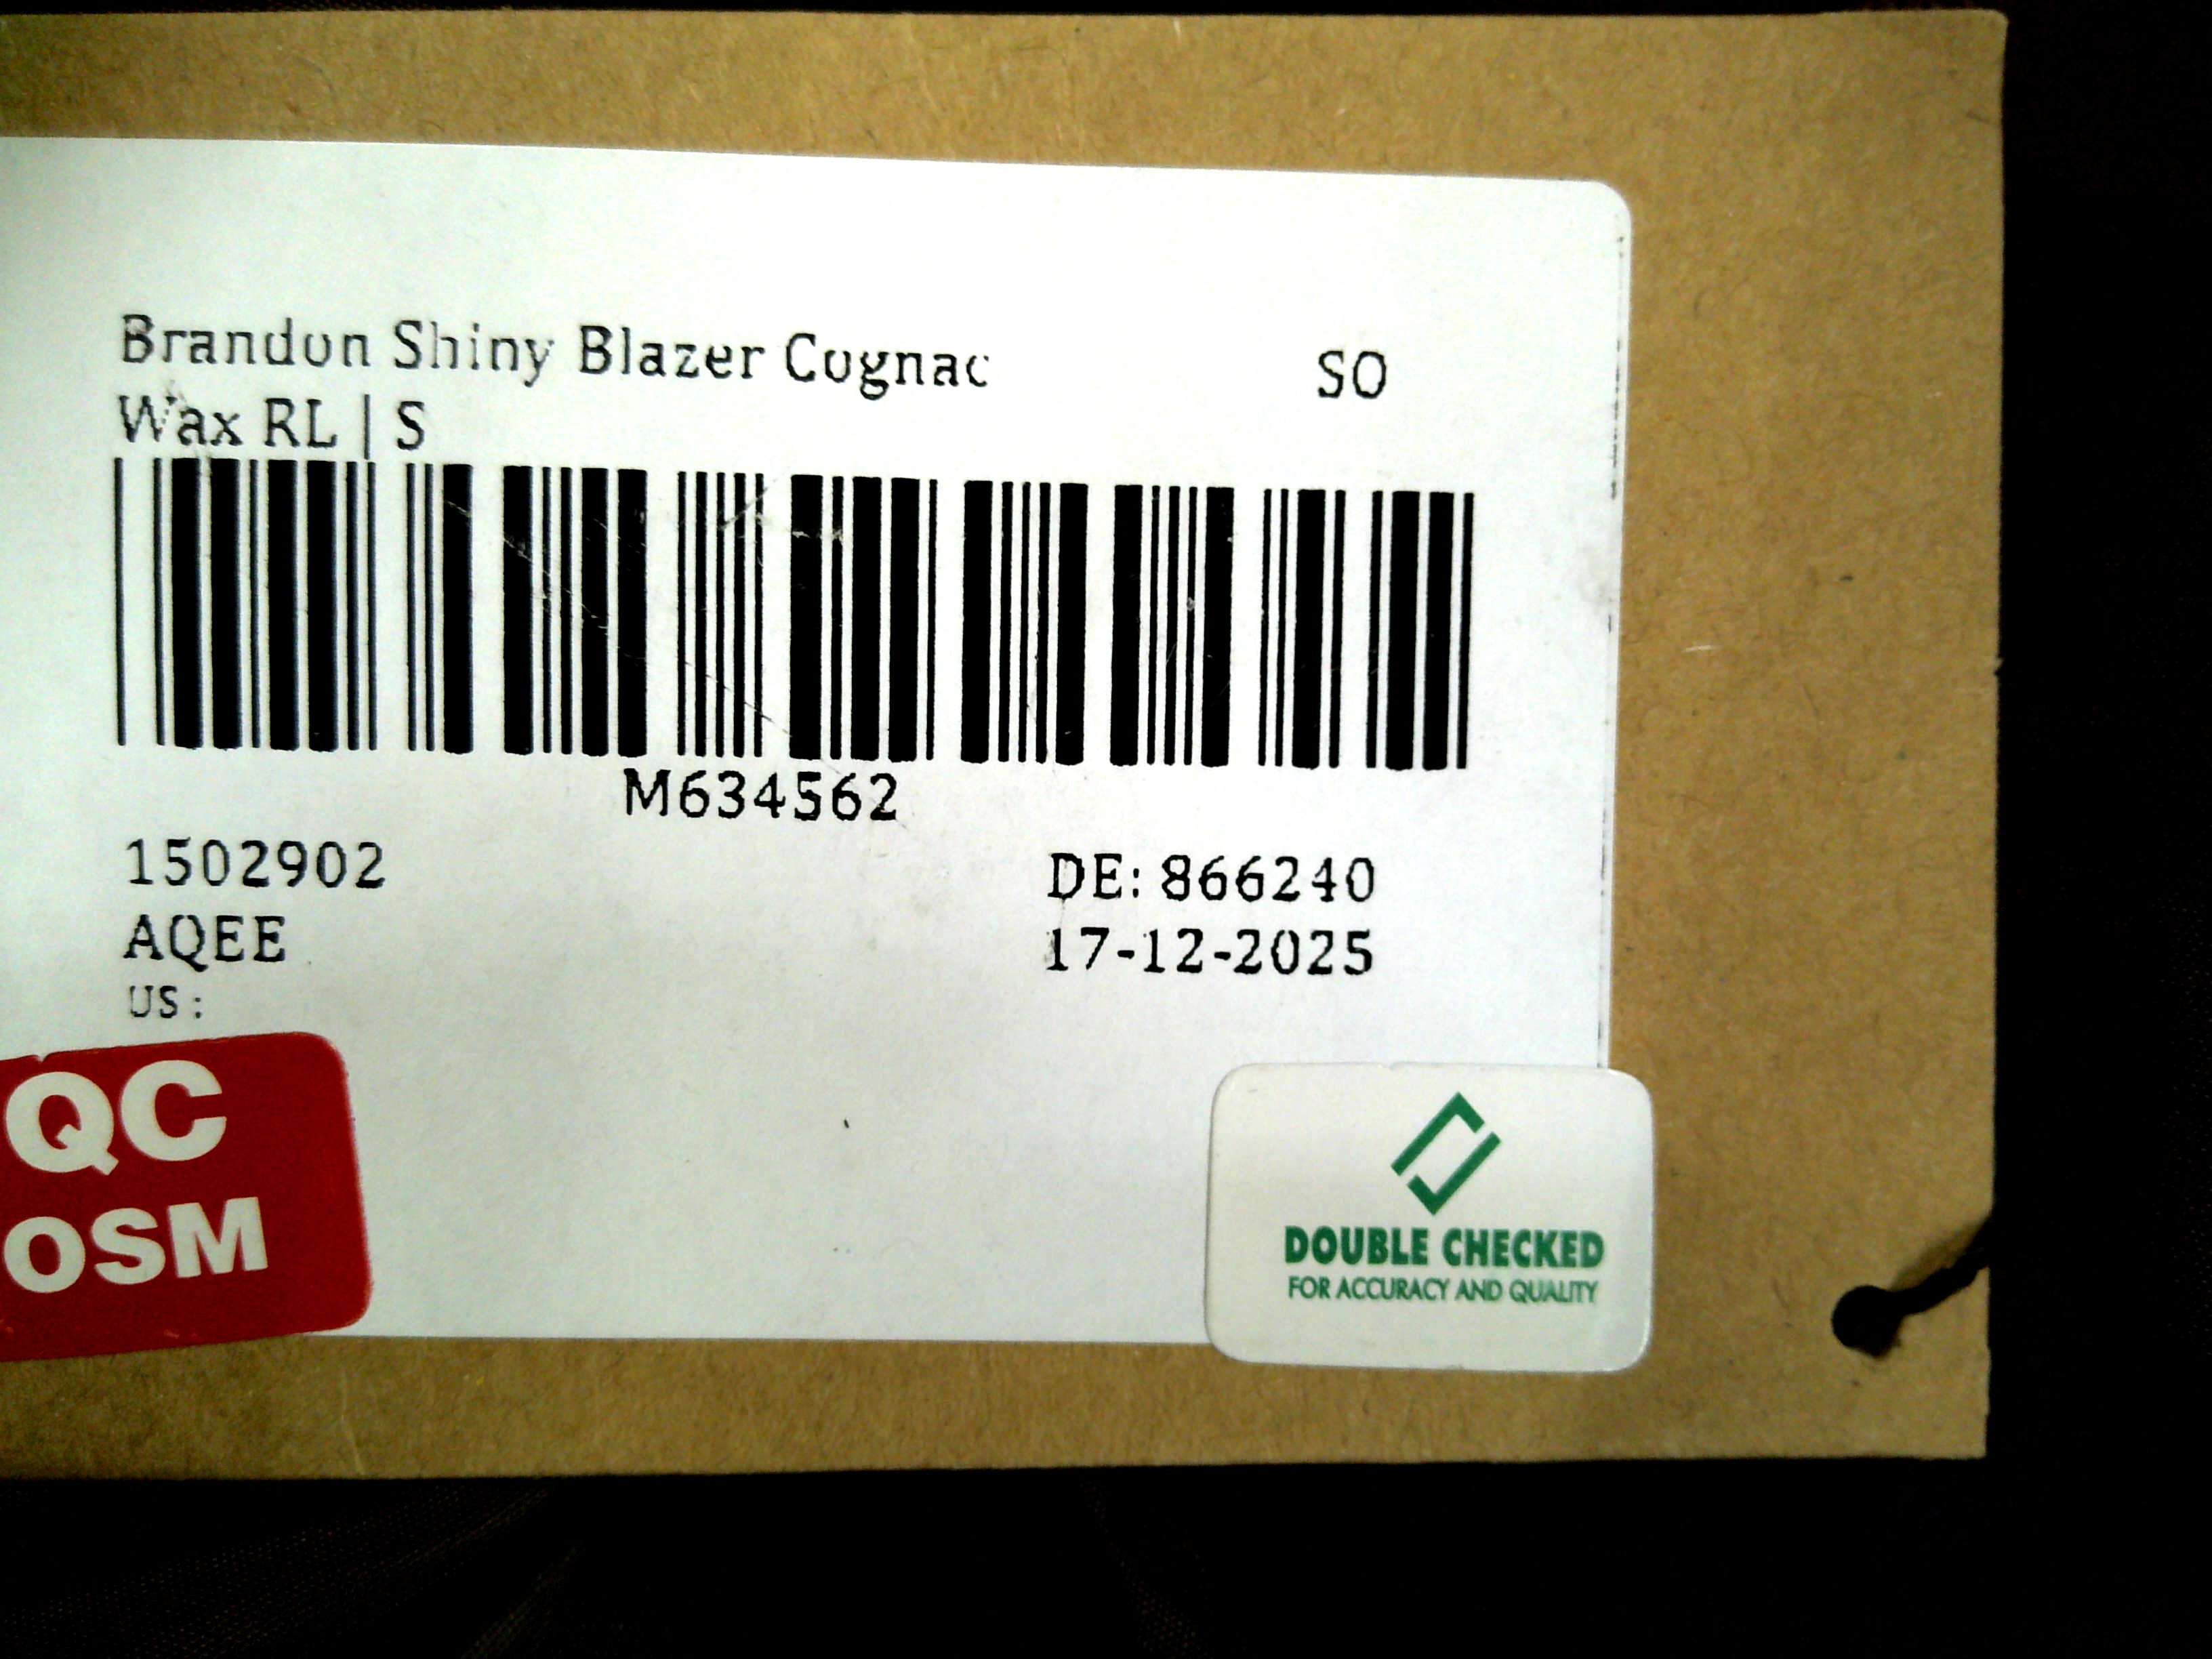 Brandon Shiny Blazer Cognac
SO
Wax RL | S
M634562
1502902
DE: 866240
AQEE
17-12-2025
US :
QC
OSM
DOUBLE CHECKED
FOR ACCURACY AND QUALITY